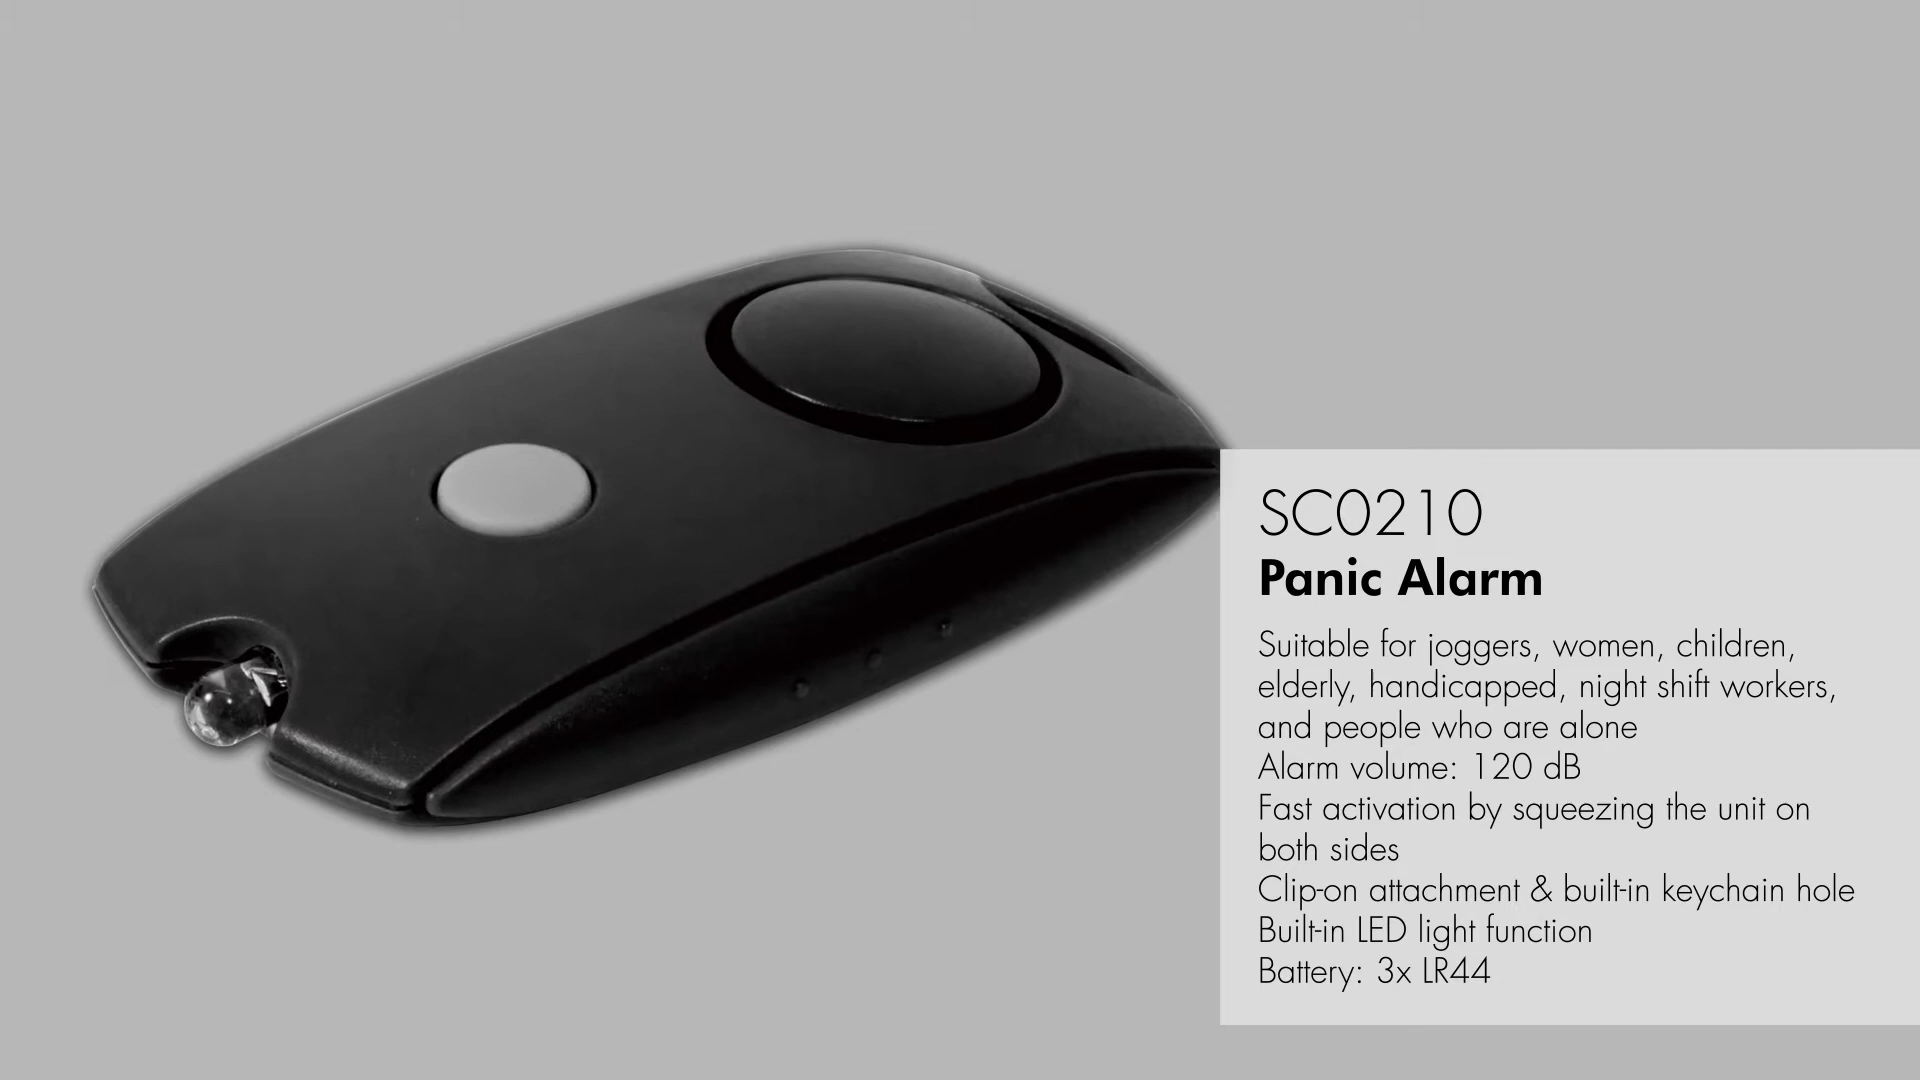 SC0210
Panic Alarm
Suitable for joggers, women, children,
elderly, handicapped, night shift workers,
and people who are alone
Alarm volume: 120 dB
Fast activation by squeezing the unit on
both sides
Clip-on attachment & built-in keychain hole
Built-in LED light function
Battery: 3x LR44